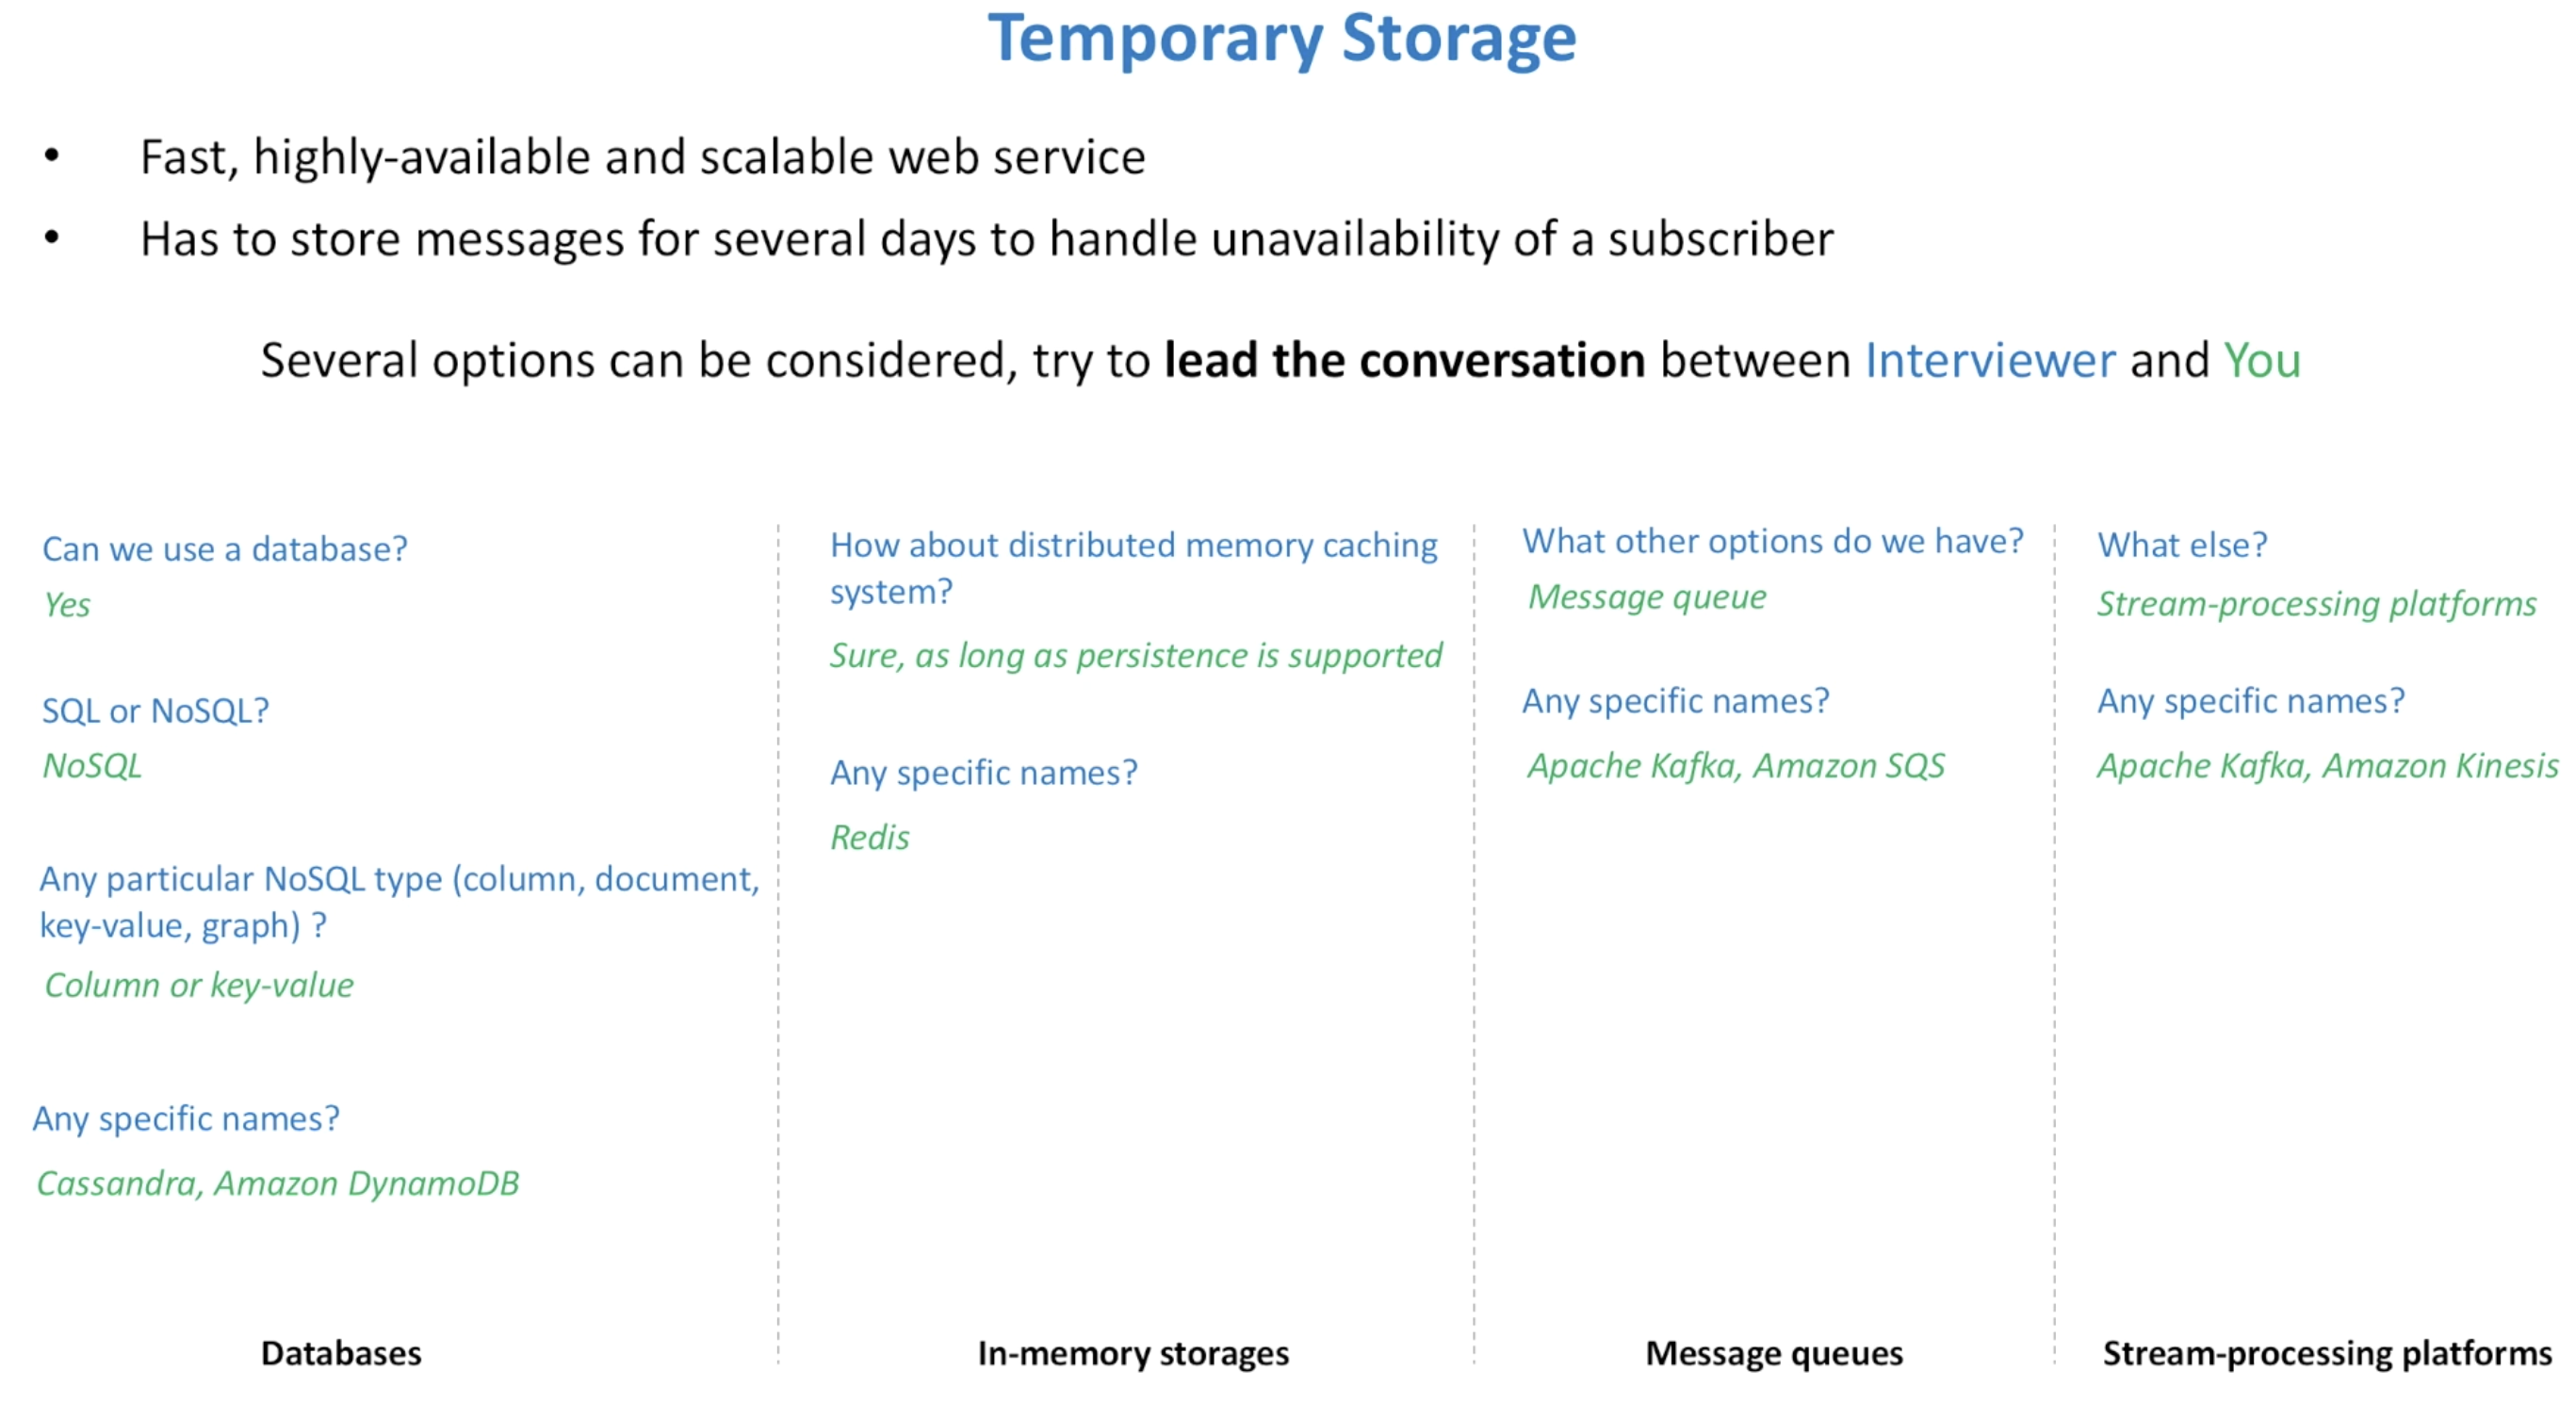 Temporary Storage
• Fast, highly-available and scalable web service
• Has to store messages for several days to handle unavailability of a subscriber
Several options can be considered, try to lead the conversation between Interviewer and You
Can we use a database?
Yes
SQL or NoSQL?
NoSQL
Any particular NoSQL type (column, document,
key-value, graph) ?
Column or key-value
Any specific names?
Cassandra, Amazon DynamoDB
Databases
How about distributed memory caching
system?
Sure, as long as persistence is supported
Any specific names?
Redis
In-memory storages
What other options do we have?
Message queue
Any specific names?
Apache Kafka, Amazon SQS
Message queues
What else?
Stream-processing platforms
Any specific names?
Apache Kafka, Amazon Kinesis
Stream-processing platforms